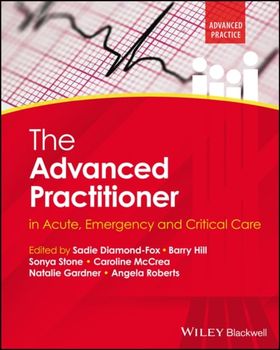 ADVANCED
PRACTICE
The
Advanced
Practitioner
in Acute, Emergency and Critical Care
Edited by Sadie Diamond-Fox • Barry Hill
Sonya Stone • Caroline McCrea
Natalie Gardner • Angela Roberts
WILEY Blackwell